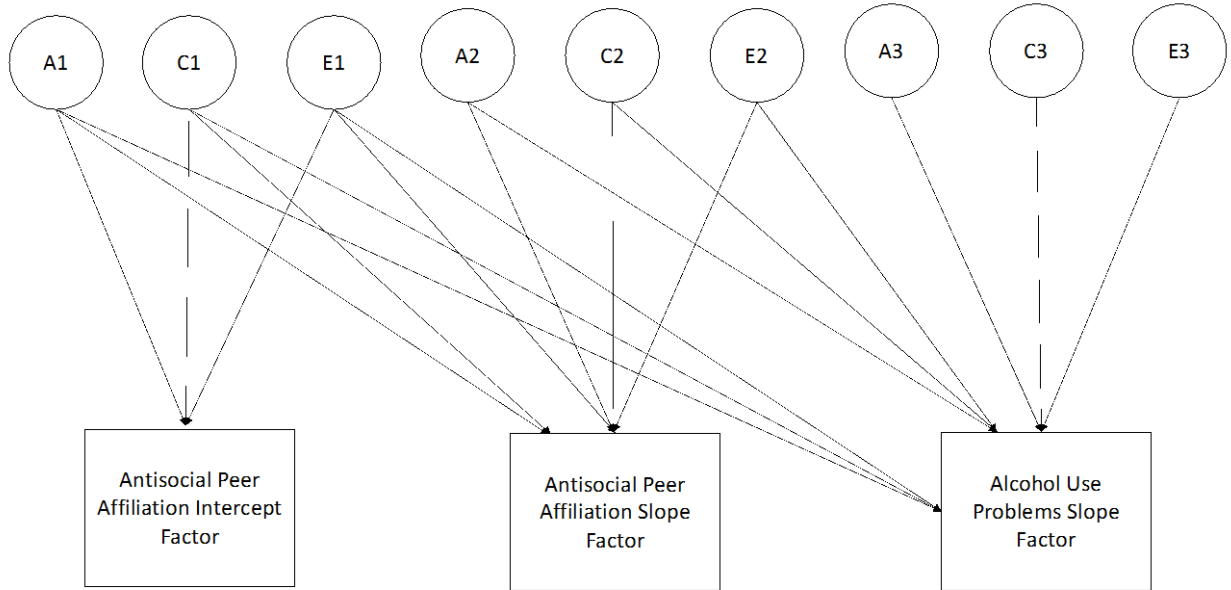 A1
C1
E1
A2
C2
E2
A3
C3
E3
Antisocial Peer
Affiliation Intercept
Factor
Antisocial Peer
Affiliation Slope
Factor
Alcohol Use
Problems Slope
Factor